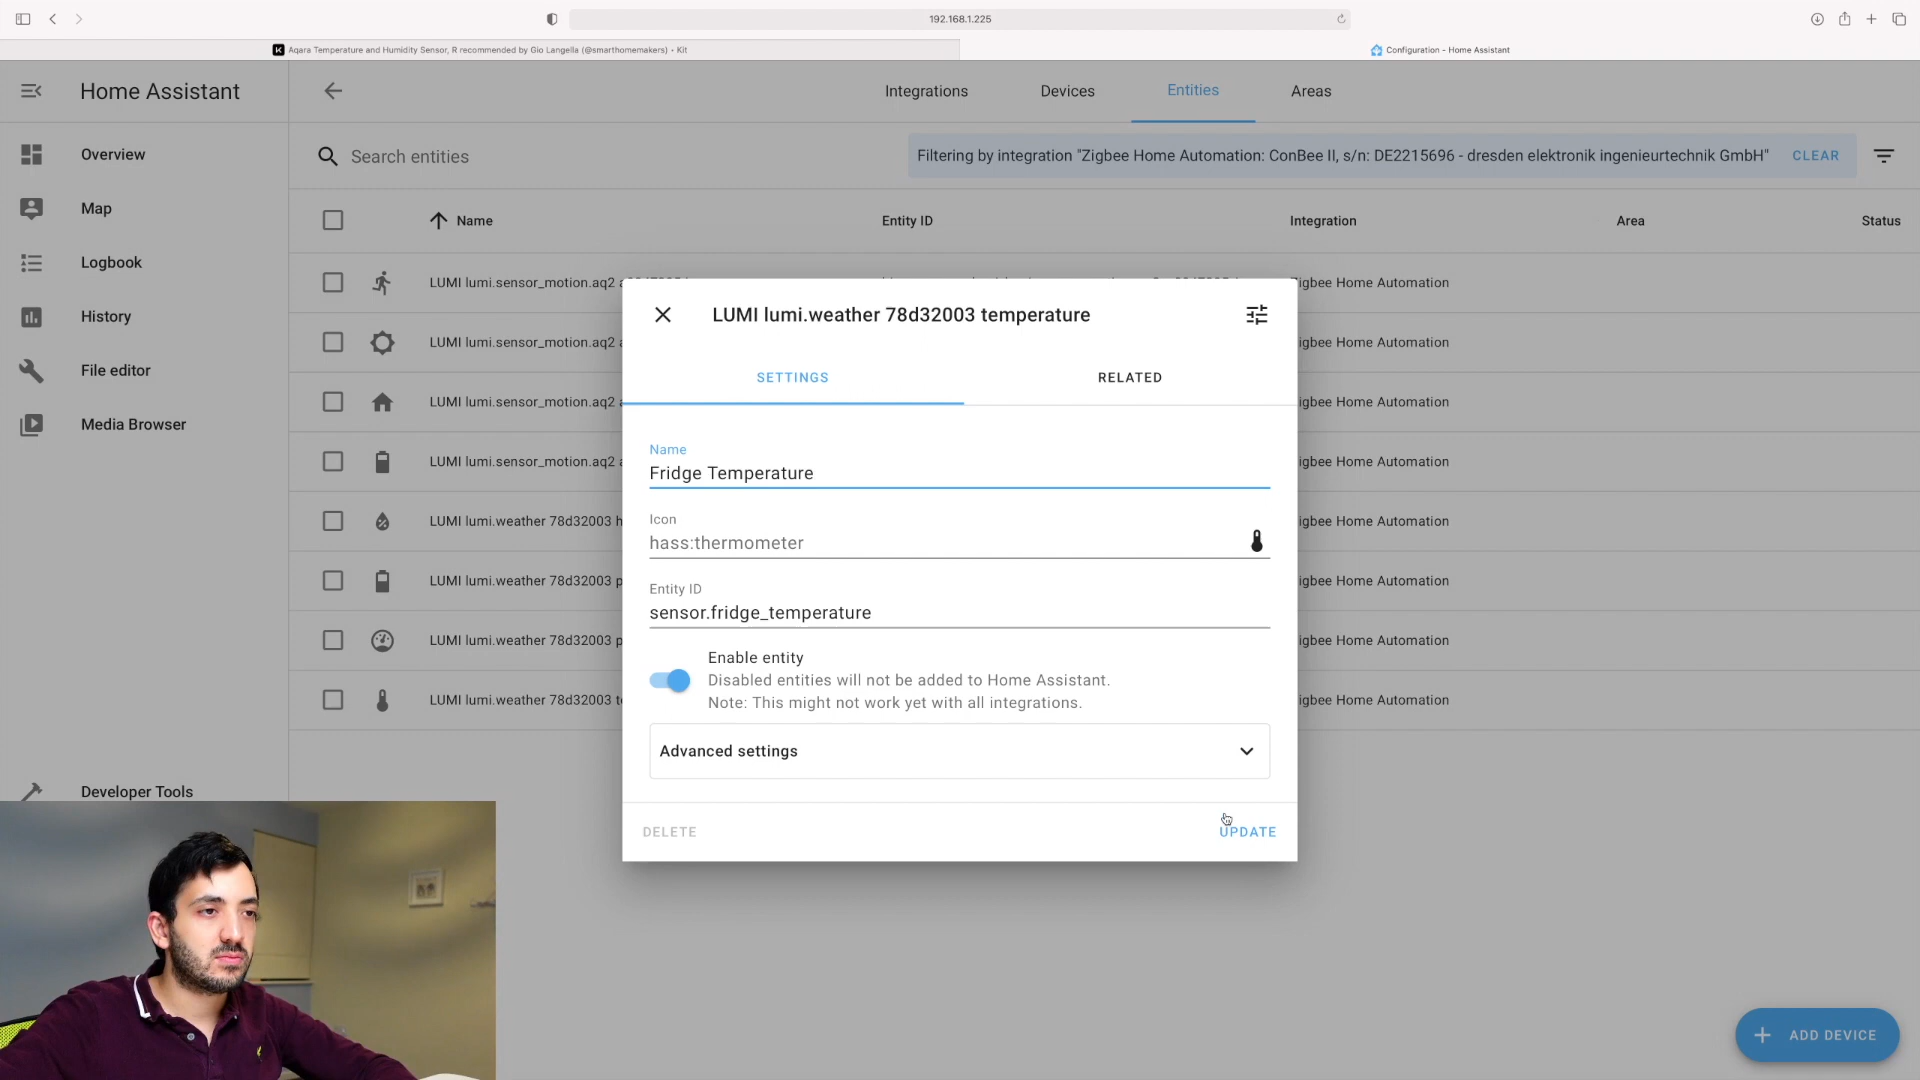 192.168.1.225
Aqara Temperature and Humidity Sensor, R recommended by Gio Langella (@smarthomemakers) • Kit
Configuration - Home Assistant
Home Assistant
Integrations
Devices
Entities
Areas
Overview
Map
Logbook
History
File editor
Media Browser
Developer Tools
Search entities
Filtering by integration "Zigbee Home Automation: ConBee II, s/n: DE2215696 - dresden elektronik ingenieurtechnik GmbH"
CLEAR
Name
Entity ID
Integration
Area
Status
LUMI lumi.sensor_motion.aq2
igbee Home Automation
LUMI lumi.sensor_motion.aq2
igbee Home Automation
LUMI lumi.sensor_motion.aq2
igbee Home Automation
LUMI lumi.sensor_motion.aq2
igbee Home Automation
LUMI lumi.weather 78d32003 h
igbee Home Automation
LUMI lumi.weather 78d32003 p
igbee Home Automation
LUMI lumi.weather 78d32003 p
igbee Home Automation
LUMI lumi.weather 78d32003 t
igbee Home Automation
LUMI lumi.weather 78d32003 temperature
SETTINGS
RELATED
Name
Fridge Temperature
Icon
hass:thermometer
Entity ID
sensor.fridge_temperature
Enable entity
Disabled entities will not be added to Home Assistant.
Note: This might not work yet with all integrations.
Advanced settings
DELETE
UPDATE
ADD DEVICE